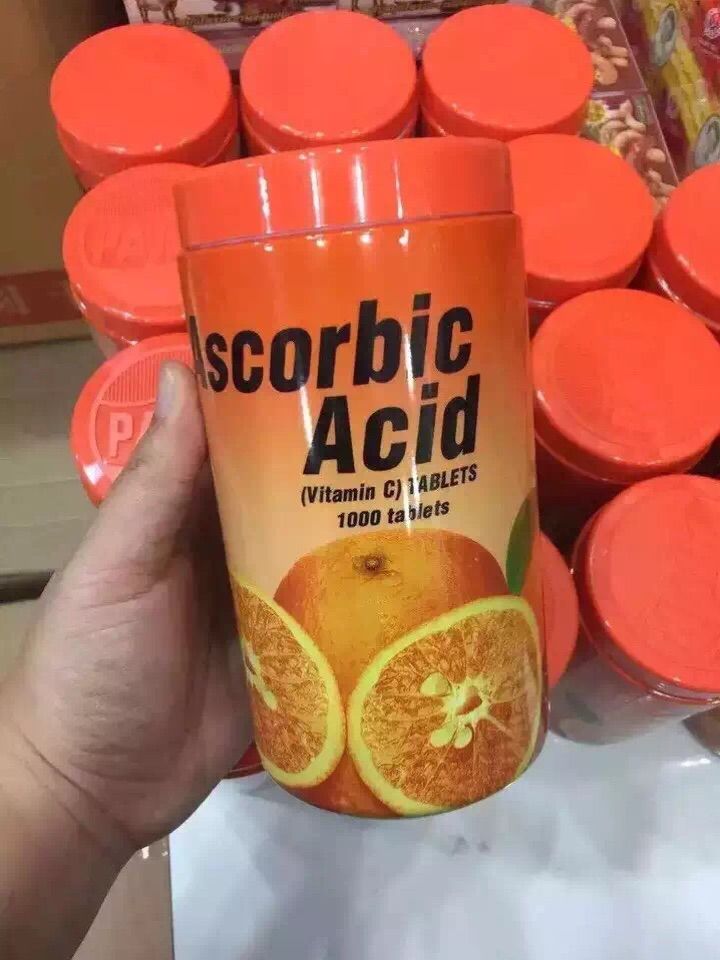 Ascorbic
Acid
(Vitamin C) TABLETS
1000 tablets